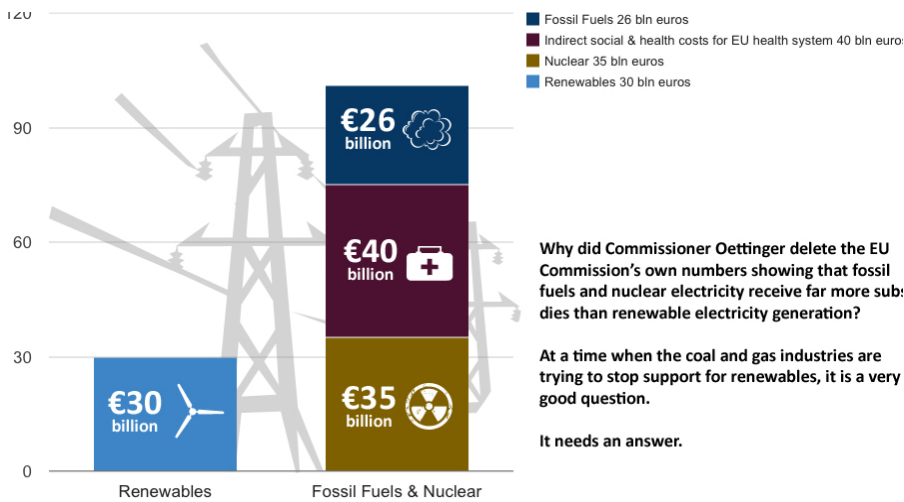 120
90
60
30
0
€26
billion
€40
billion
€30
billion
€35
billion
Renewables
Fossil Fuels & Nuclear
Fossil Fuels 26 bln euros
Indirect social & health costs for EU health system 40 bln euros
Nuclear 35 bln euros
Renewables 30 bln euros
Why did Commissioner Oettinger delete the EU
Commission’s own numbers showing that fossil
fuels and nuclear electricity receive far more subs
dies than renewable electricity generation?
At a time when the coal and gas industries are
trying to stop support for renewables, it is a very
good question.
It needs an answer.